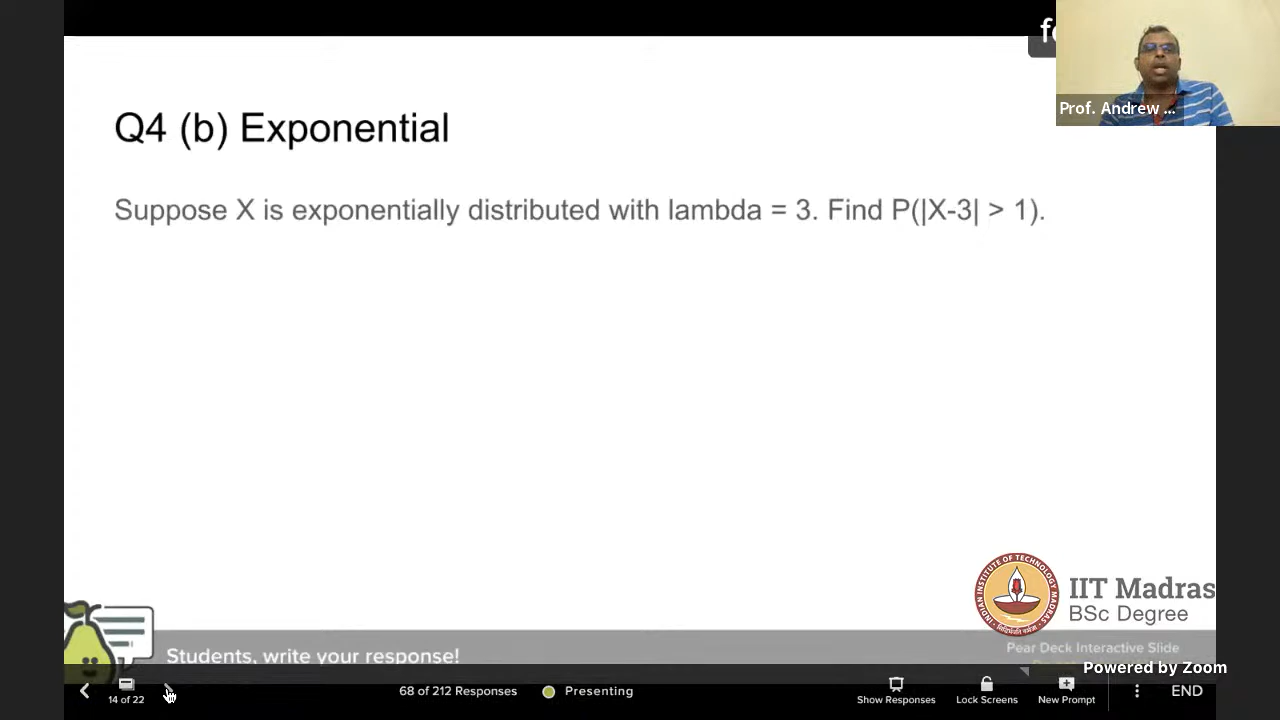 fe
Prof. Andrew ...
Q4 (b) Exponential
Suppose X is exponentially distributed with lambda = 3. Find P(|X-3| > 1).
IIT Madras
BSc Degree
Students, write your response!
Pear Deck Interactive Slide
Powered by Zoom
14 of 22
68 of 212 Responses
Presenting
Show Responses
Lock Screens
New Prompt
END